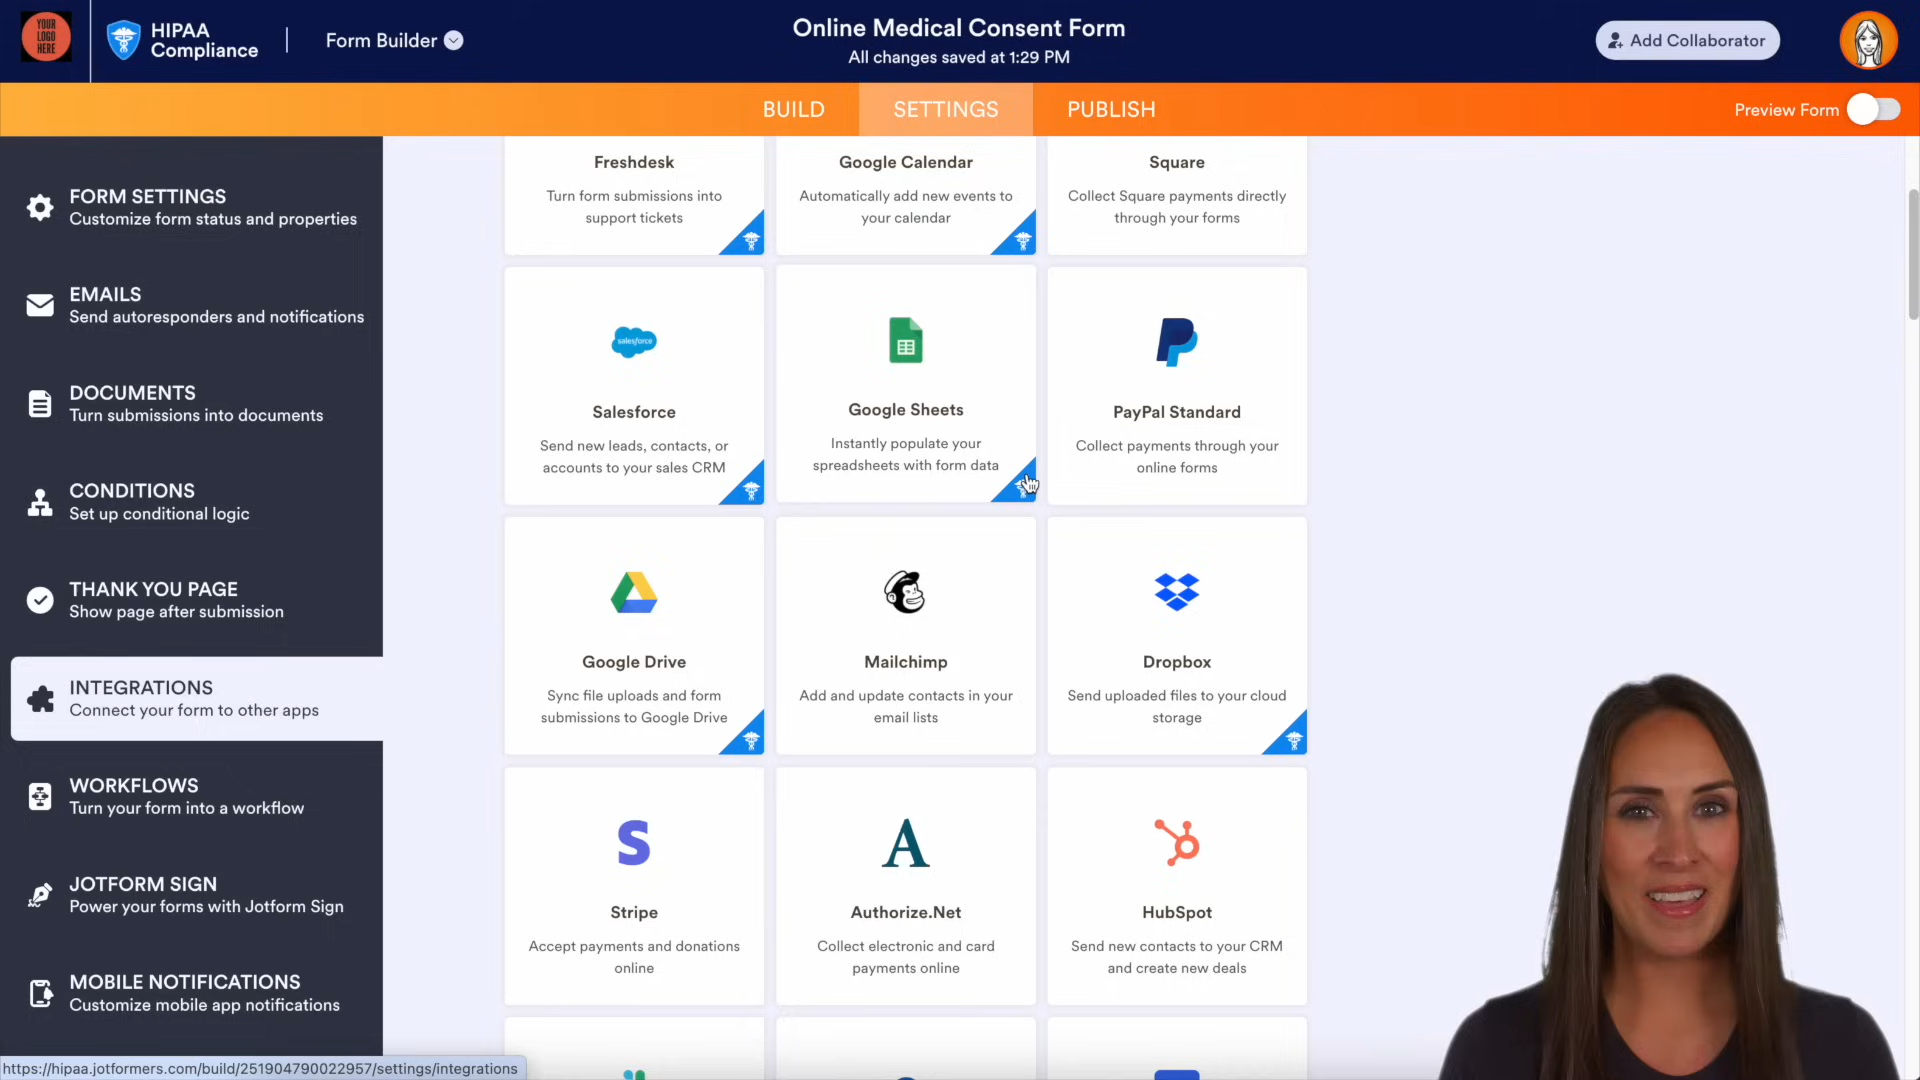 YOUR
LOGO
HERE
HIPAA
Compliance
Form Builder
Online Medical Consent Form
All changes saved at 1:29 PM
Add Collaborator
BUILD
SETTINGS
PUBLISH
Preview Form
FORM SETTINGS
Customize form status and properties
EMAILS
Send autoresponders and notifications
DOCUMENTS
Turn submissions into documents
CONDITIONS
Set up conditional logic
THANK YOU PAGE
Show page after submission
INTEGRATIONS
Connect your form to other apps
WORKFLOWS
Turn your form into a workflow
JOTFORM SIGN
Power your forms with Jotform Sign
MOBILE NOTIFICATIONS
Customize mobile app notifications
Freshdesk
Turn form submissions into
support tickets
Google Calendar
Automatically add new events to
your calendar
Square
Collect Square payments directly
through your forms
salesforce
Salesforce
Send new leads, contacts, or
accounts to your sales CRM
Google Sheets
Instantly populate your
spreadsheets with form data
PayPal Standard
Collect payments through your
online forms
Google Drive
Sync file uploads and form
submissions to Google Drive
Mailchimp
Add and update contacts in your
email lists
Dropbox
Send uploaded files to your cloud
storage
Stripe
Accept payments and donations
online
Authorize.Net
Collect electronic and card
payments online
HubSpot
Send new contacts to your CRM
and create new deals
https://hipaa.jotformers.com/build/251904790022957/settings/integrations